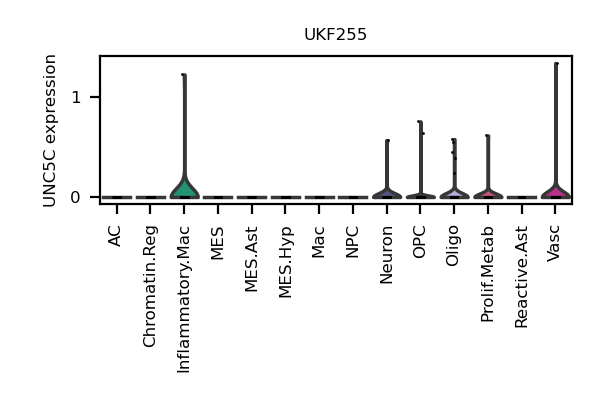 UKF255
UNC5C expression
1
0
AC
Chromatin.Reg
Inflammatory.Mac
MES
MES.Ast
MES.Hyp
Mac
NPC
Neuron
OPC
Oligo
Prolif.Metab
Reactive.Ast
Vasc